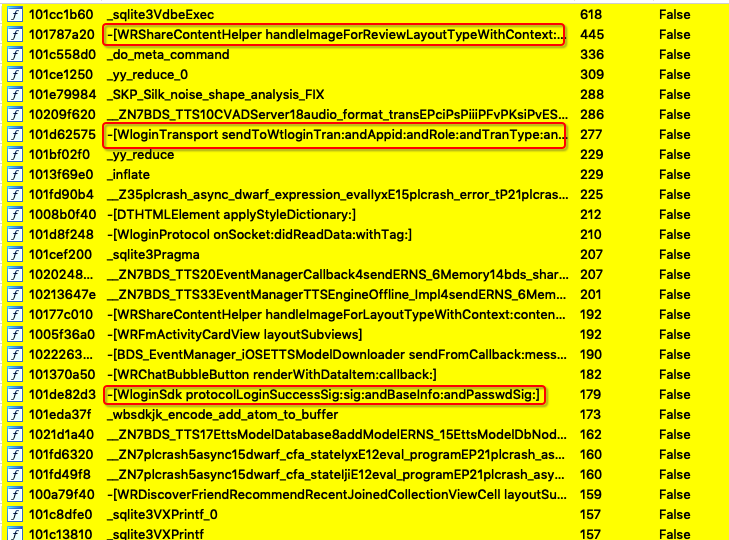 101cc1b60 _sqlite3VdbeExec 618 False
101787a20 -[WRShareContentHelper handleImageForReviewLayoutTypeWithContext:... 445 False
101c558d0 _do_meta_command 336 False
101ce1250 _yy_reduce_0 309 False
101e79984 _SKP_Silk_noise_shape_analysis_FIX 288 False
10209f620 __ZN7BDS_TTS10CVADServer18audio_format_transEPciPsPiiiPFvPKsiPvES... 286 False
101d62575 -[WloginTransport sendToWtloginTran:andAppid:andRole:andTranType:an... 277 False
101bf02f0 _yy_reduce 229 False
1013f69e0 _inflate 229 False
101fd90b4 __Z35plcrash_async_dwarf_expression_evallyxE15plcrash_error_tP21plcras... 225 False
1008b0f40 -[DTHTMLElement applyStyleDictionary:] 212 False
101d8f248 -[WloginProtocol onSocket:didReadData:withTag:] 210 False
101cef200 _sqlite3Pragma 207 False
1020248... __ZN7BDS_TTS20EventManagerCallback4sendERNS_6Memory14bds_shar... 207 False
10213647e __ZN7BDS_TTS33EventManagerTTSEngineOffline_Impl4sendERNS_6Mem... 201 False
10177c010 -[WRShareContentHelper handleImageForLayoutTypeWithContext:conten... 192 False
1005f36a0 -[WRFmActivityCardView layoutSubviews] 192 False
1022263... -[BDS_EventManager_iOSETTSModelDownloader sendFromCallback:mess... 190 False
101370a50 -[WRChatBubbleButton renderWithDataItem:callback:] 182 False
101de82d3 -[WloginSdk protocolLoginSuccessSig:sig:andBaseInfo:andPasswdSig:] 179 False
101eda37f _wbsdkjk_encode_add_atom_to_buffer 173 False
1021d1a40 __ZN7BDS_TTS17EttsModelDatabase8addModelERNS_15EttsModelDbNod... 162 False
101fd6320 __ZN7plcrash5async15dwarf_cfa_stateIyxE12eval_programEP21plcrash_asy... 160 False
101fd49f8 __ZN7plcrash5async15dwarf_cfa_stateIjiE12eval_programEP21plcrash_asy... 160 False
100a79f40 -[WRDiscoverFriendRecommendRecentJoinedCollectionViewCell layoutSu... 159 False
101c8dfe0 _sqlite3VXPrintf_0 157 False
101c13810 _sqlite3VXPrintf 157 False